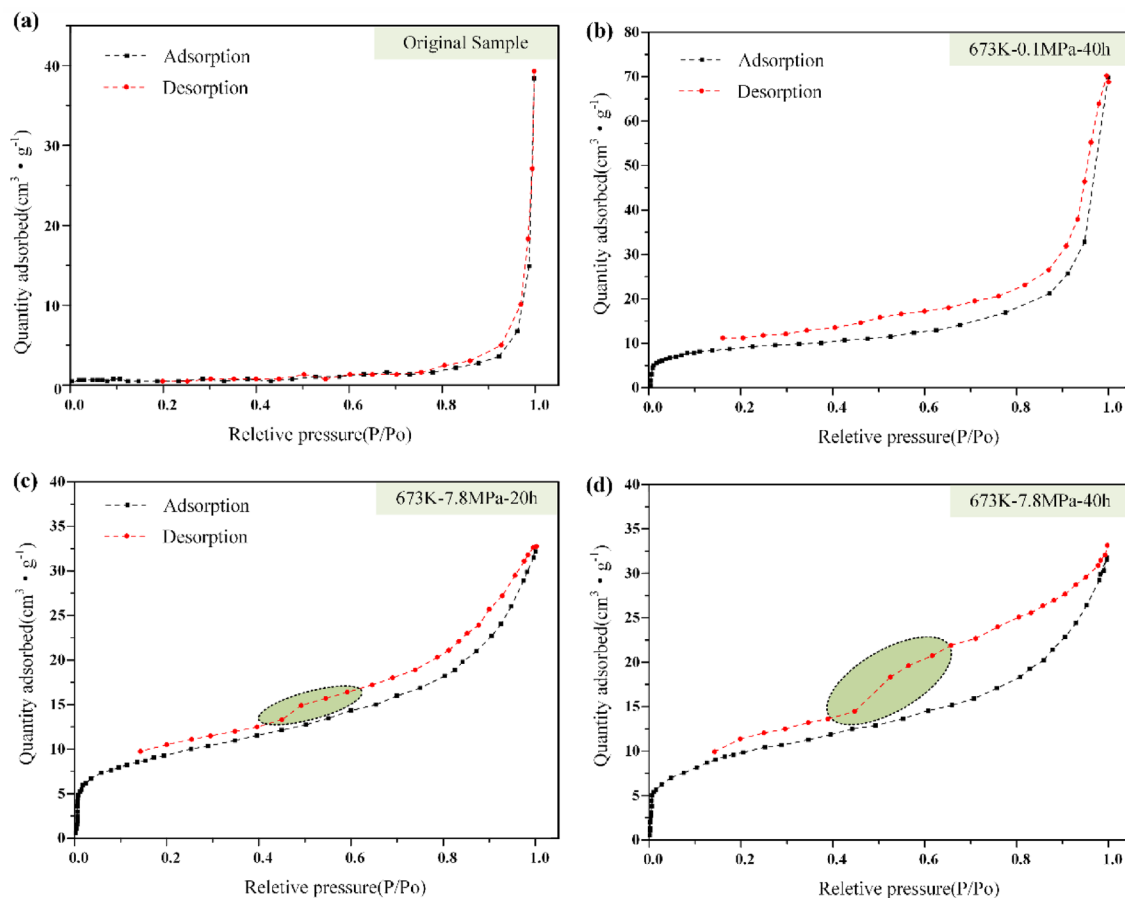 (a)
Original Sample
Adsorption
Desorption
Quantity adsorbed(cm³・g⁻¹)
40
30
20
10
0
0.0 0.2 0.4 0.6 0.8 1.0
Reletive pressure(P/Po)
(b)
673K-0.1MPa-40h
Adsorption
Desorption
Quantity adsorbed(cm³・g⁻¹)
80
70
60
50
40
30
20
10
0
0.0 0.2 0.4 0.6 0.8 1.0
Reletive pressure(P/Po)
(c)
673K-7.8MPa-20h
Adsorption
Desorption
Quantity adsorbed(cm³・g⁻¹)
40
35
30
25
20
15
10
5
0
0.0 0.2 0.4 0.6 0.8 1.0
Reletive pressure(P/Po)
(d)
673K-7.8MPa-40h
Adsorption
Desorption
Quantity adsorbed(cm³・g⁻¹)
40
35
30
25
20
15
10
5
0
0.0 0.2 0.4 0.6 0.8 1.0
Reletive pressure(P/Po)